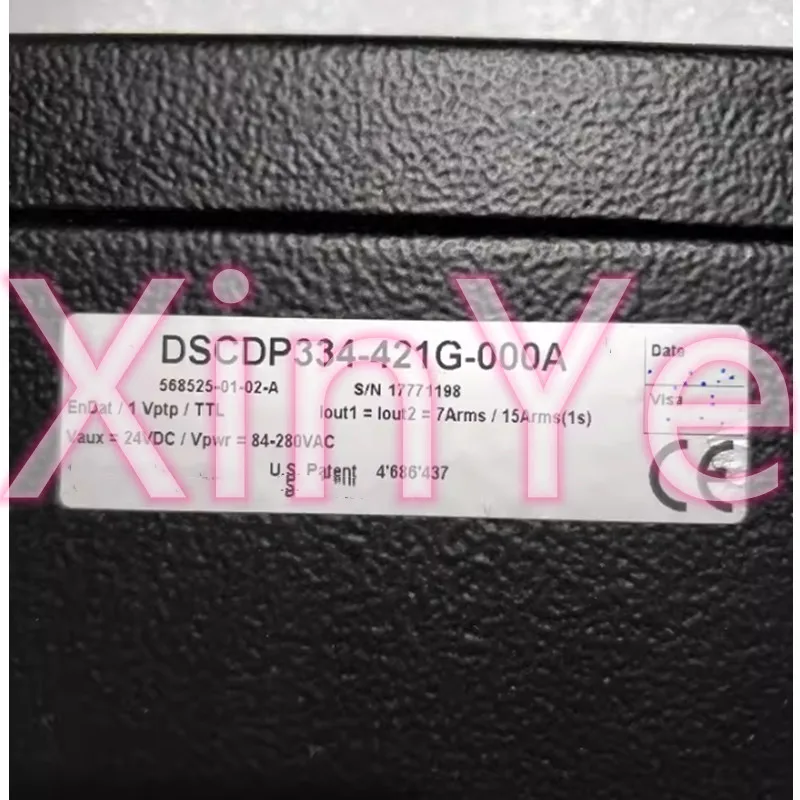 DSCDP334-421G-000A
568525-01-02-A S/N 17771198
EnDat / 1 Vptp / TTL Iout1 = Iout2 = 7Arms / 15Arms(1s)
Vaux = 24VDC / Vpwr = 84-280VAC
U.S. Patent 4'686'437
Date
Visa
CE
XinYe